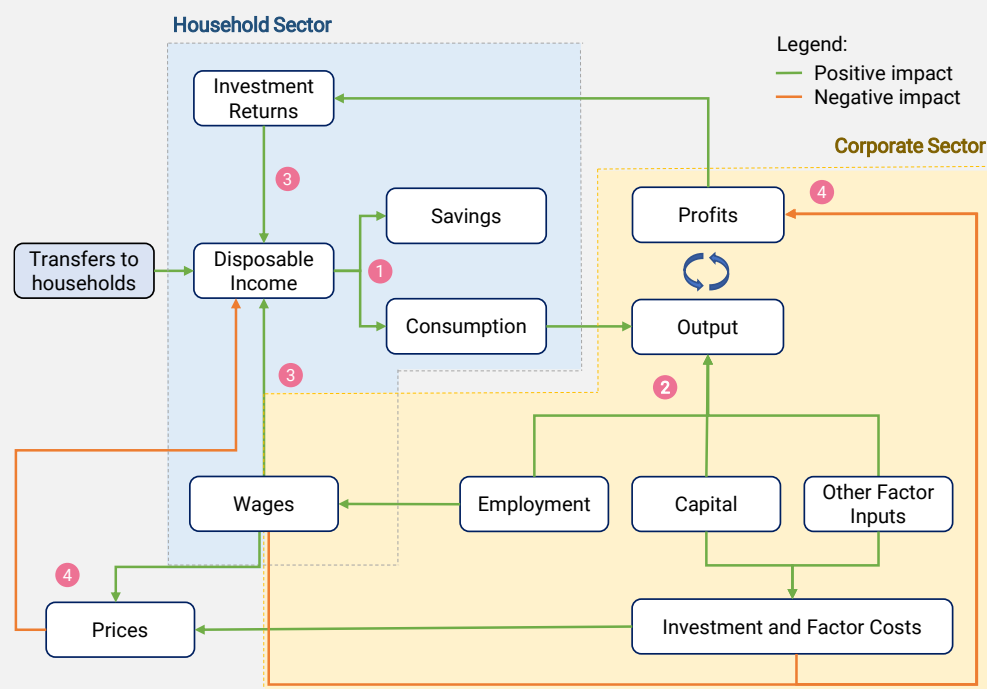 Household Sector
Legend:
Positive impact
Negative impact
Investment
Returns
Corporate Sector
3
4
Savings
Profits
Transfers to
households
Disposable
Income
1
Consumption
Output
3
2
Wages
Employment
Capital
Other Factor
Inputs
4
Prices
Investment and Factor Costs